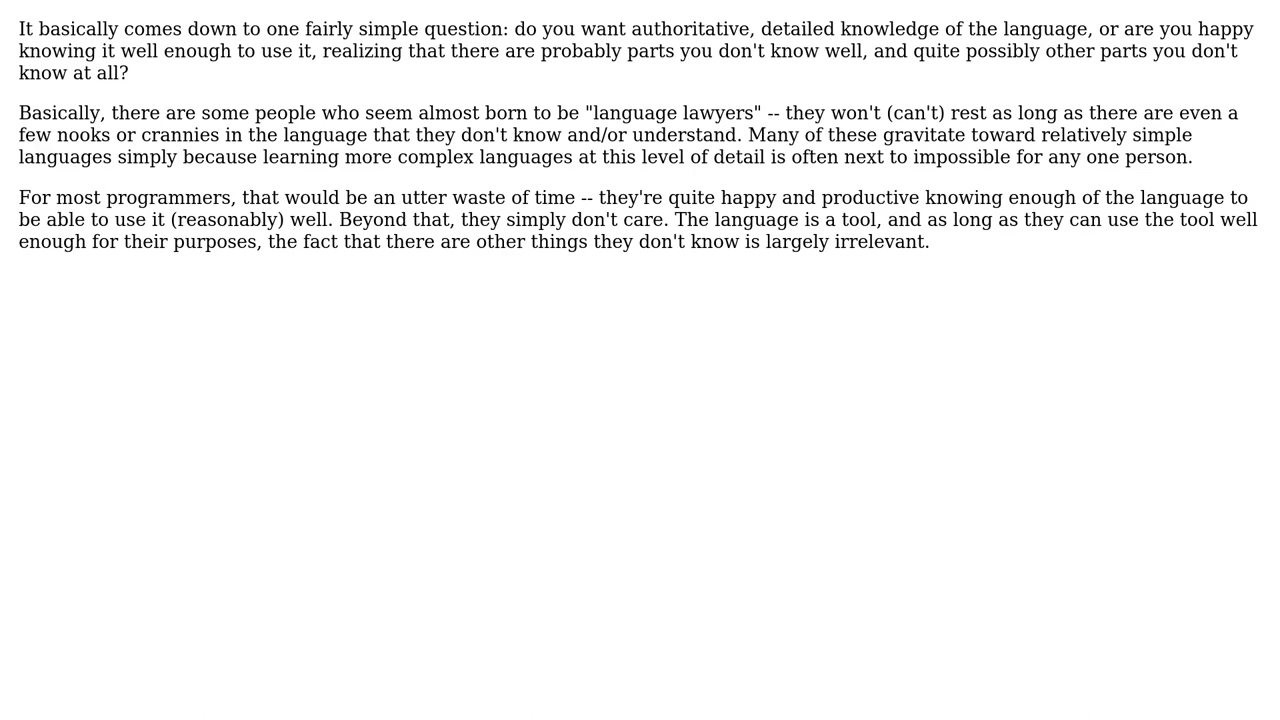 It basically comes down to one fairly simple question: do you want authoritative, detailed knowledge of the language, or are you happy
knowing it well enough to use it, realizing that there are probably parts you don't know well, and quite possibly other parts you don't
know at all?
Basically, there are some people who seem almost born to be "language lawyers" -- they won't (can't) rest as long as there are even a
few nooks or crannies in the language that they don't know and/or understand. Many of these gravitate toward relatively simple
languages simply because learning more complex languages at this level of detail is often next to impossible for any one person.
For most programmers, that would be an utter waste of time -- they're quite happy and productive knowing enough of the language to
be able to use it (reasonably) well. Beyond that, they simply don't care. The language is a tool, and as long as they can use the tool well
enough for their purposes, the fact that there are other things they don't know is largely irrelevant.